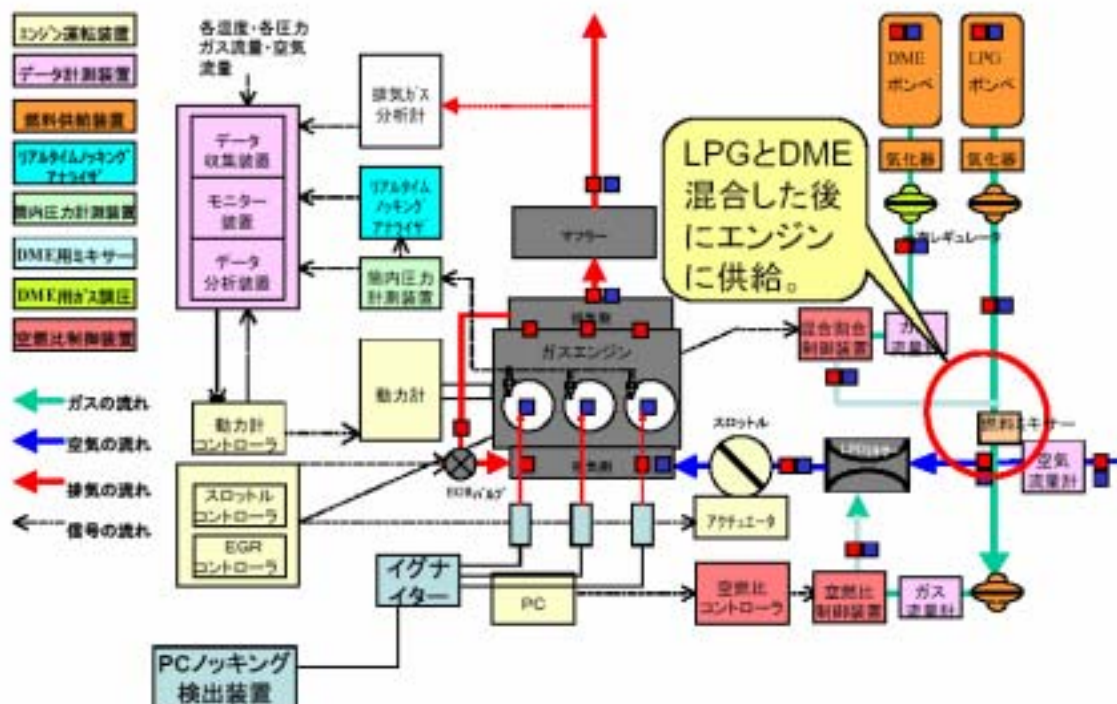 エンジン運転装置
データ計測装置
燃料供給装置
リアルタイムノッキング
アナライザ
筒内圧力計測装置
DME用ミキサー
DME用ガス調圧
空燃比制御装置
ガスの流れ
空気の流れ
排気の流れ
信号の流れ
各温度・各圧力
ガス流量・空気
流量
データ
収集装置
モニター
装置
データ
分析装置
排気ガス
分析計
リアルタイム
ノッキング
アナライザ
筒内圧力
計測装置
動力計
動力計
コントローラ
スロットル
コントローラ
EGR
コントローラ
EGRバルブ
マフラー
ガスエンジン
イグナ
イター
PC
PCノッキング
検出装置
スロットル
アクチュエータ
空燃比
コントローラ
空燃比
制御装置
ガス
流量計
混合割合
制御装置
ガス
流量計
LPGとDME
混合した後
にエンジン
に供給。
DME
ボンベ
LPG
ボンベ
気化器
気化器
レギュレータ
燃料ミキサー
空気
流量計